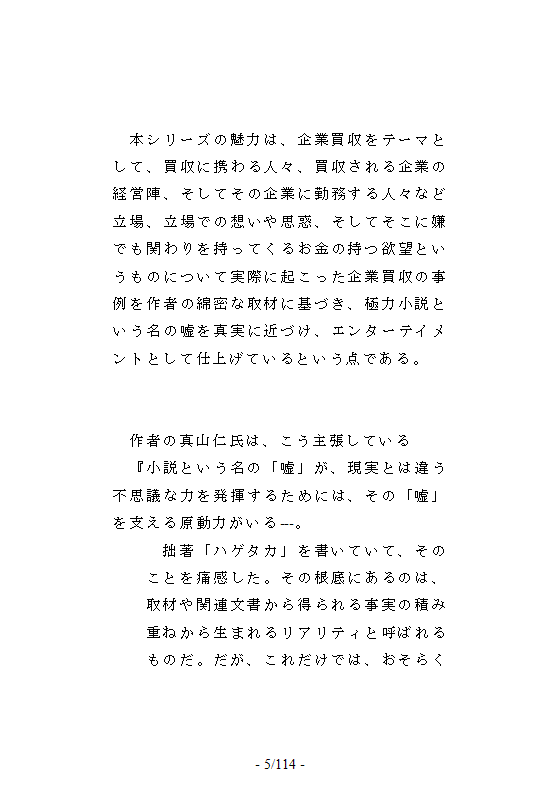 本シリーズの魅力は、企業買収をテーマと
して、買収に携わる人々、買収される企業の
経営陣、そしてその企業に勤務する人々など
立場、立場での想いや思惑、そしてそこに嫌
でも関わりを持ってくるお金の持つ欲望とい
うものについて実際に起こった企業買収の事
例を作者の綿密な取材に基づき、極力小説と
いう名の嘘を真実に近づけ、エンターテイメ
ントとして仕上げているという点である。
作者の真山仁氏は、こう主張している
『小説という名の「嘘」が、現実とは違う
不思議な力を発揮するためには、その「嘘」
を支える原動力がいる---。
拙著「ハゲタカ」を書いていて、その
ことを痛感した。その根底にあるのは、
取材や関連文書から得られる事実の積み
重ねから生まれるリアリティと呼ばれる
ものだ。だが、これだけでは、おそらく
- 5/114 -